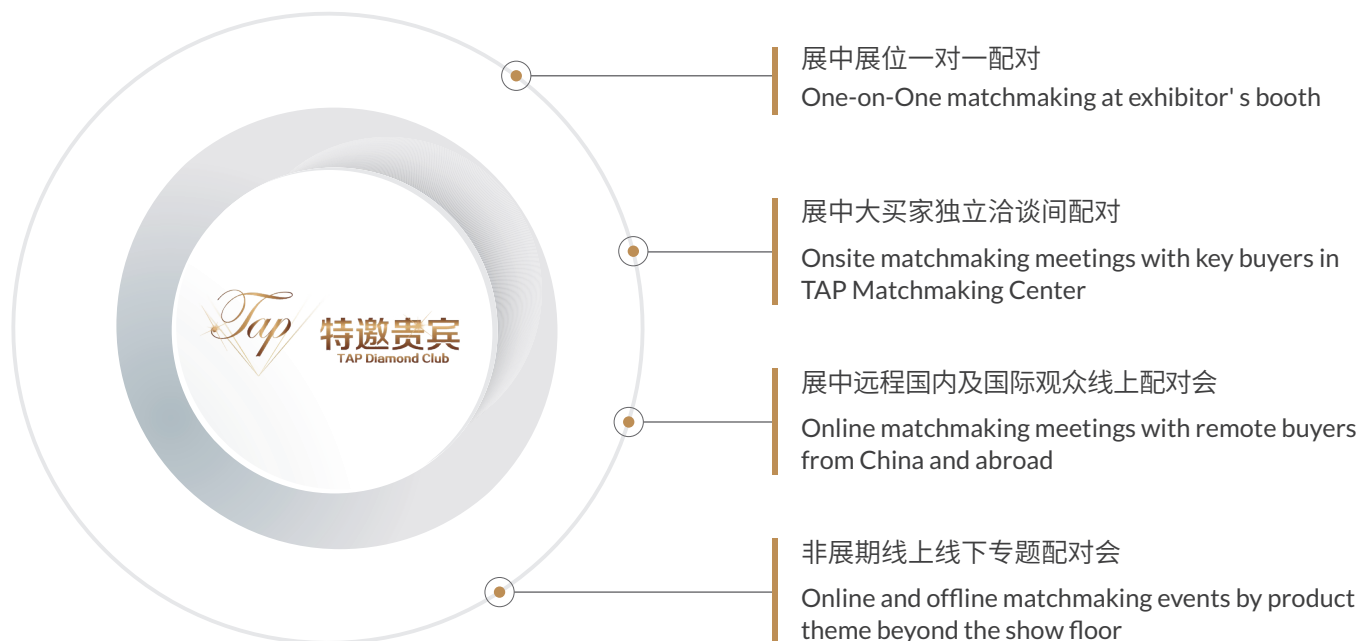 展中展位一对一配对
One-on-One matchmaking at exhibitor' s booth
展中大买家独立洽谈间配对
Onsite matchmaking meetings with key buyers in
TAP Matchmaking Center
Tap 特邀贵宾
TAP Diamond Club
展中远程国内及国际观众线上配对会
Online matchmaking meetings with remote buyers
from China and abroad
非展期线上线下专题配对会
Online and offline matchmaking events by product
theme beyond the show floor